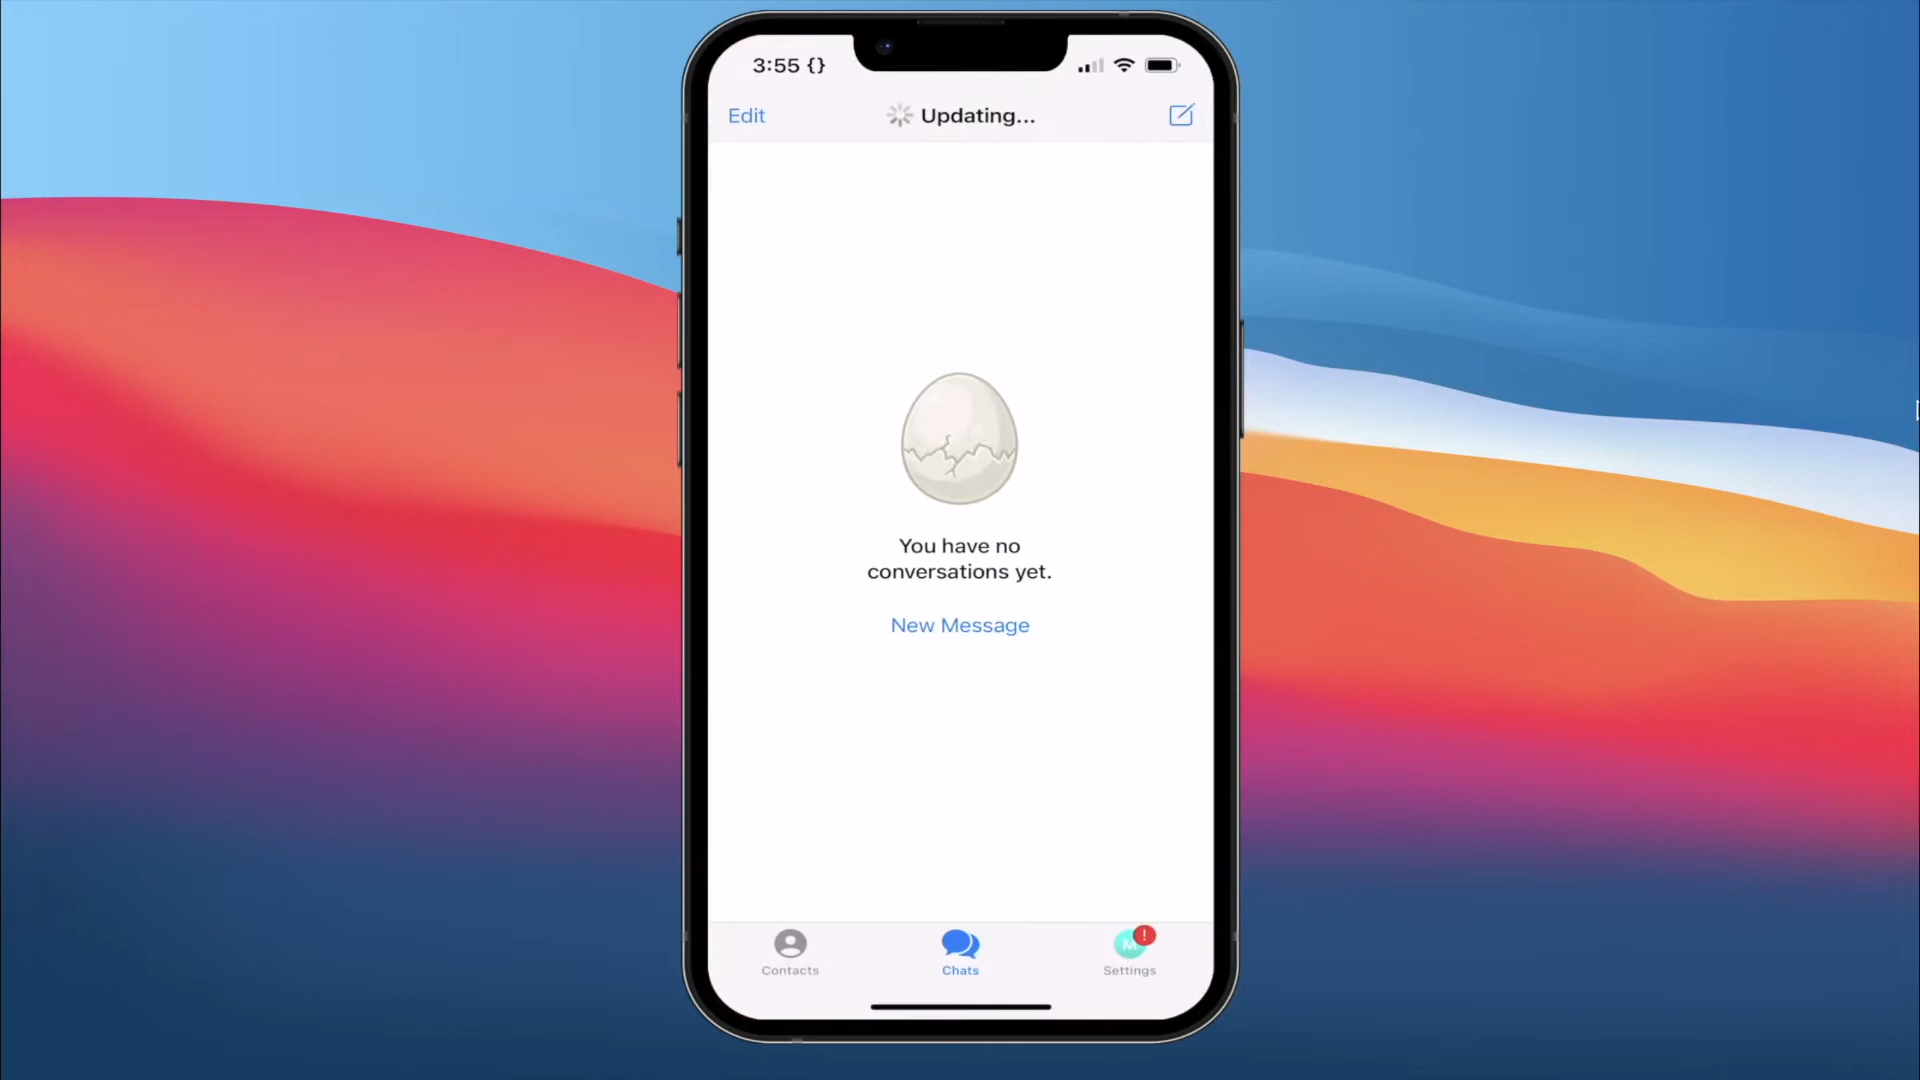 3:55 {}
Edit
Updating...
You have no
conversations yet.
New Message
M
!
Contacts
Chats
Settings